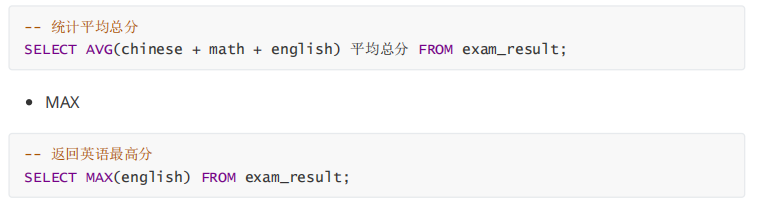 -- 统计平均总分
SELECT AVG(chinese + math + english) 平均总分 FROM exam_result;
• MAX
-- 返回英语最高分
SELECT MAX(english) FROM exam_result;